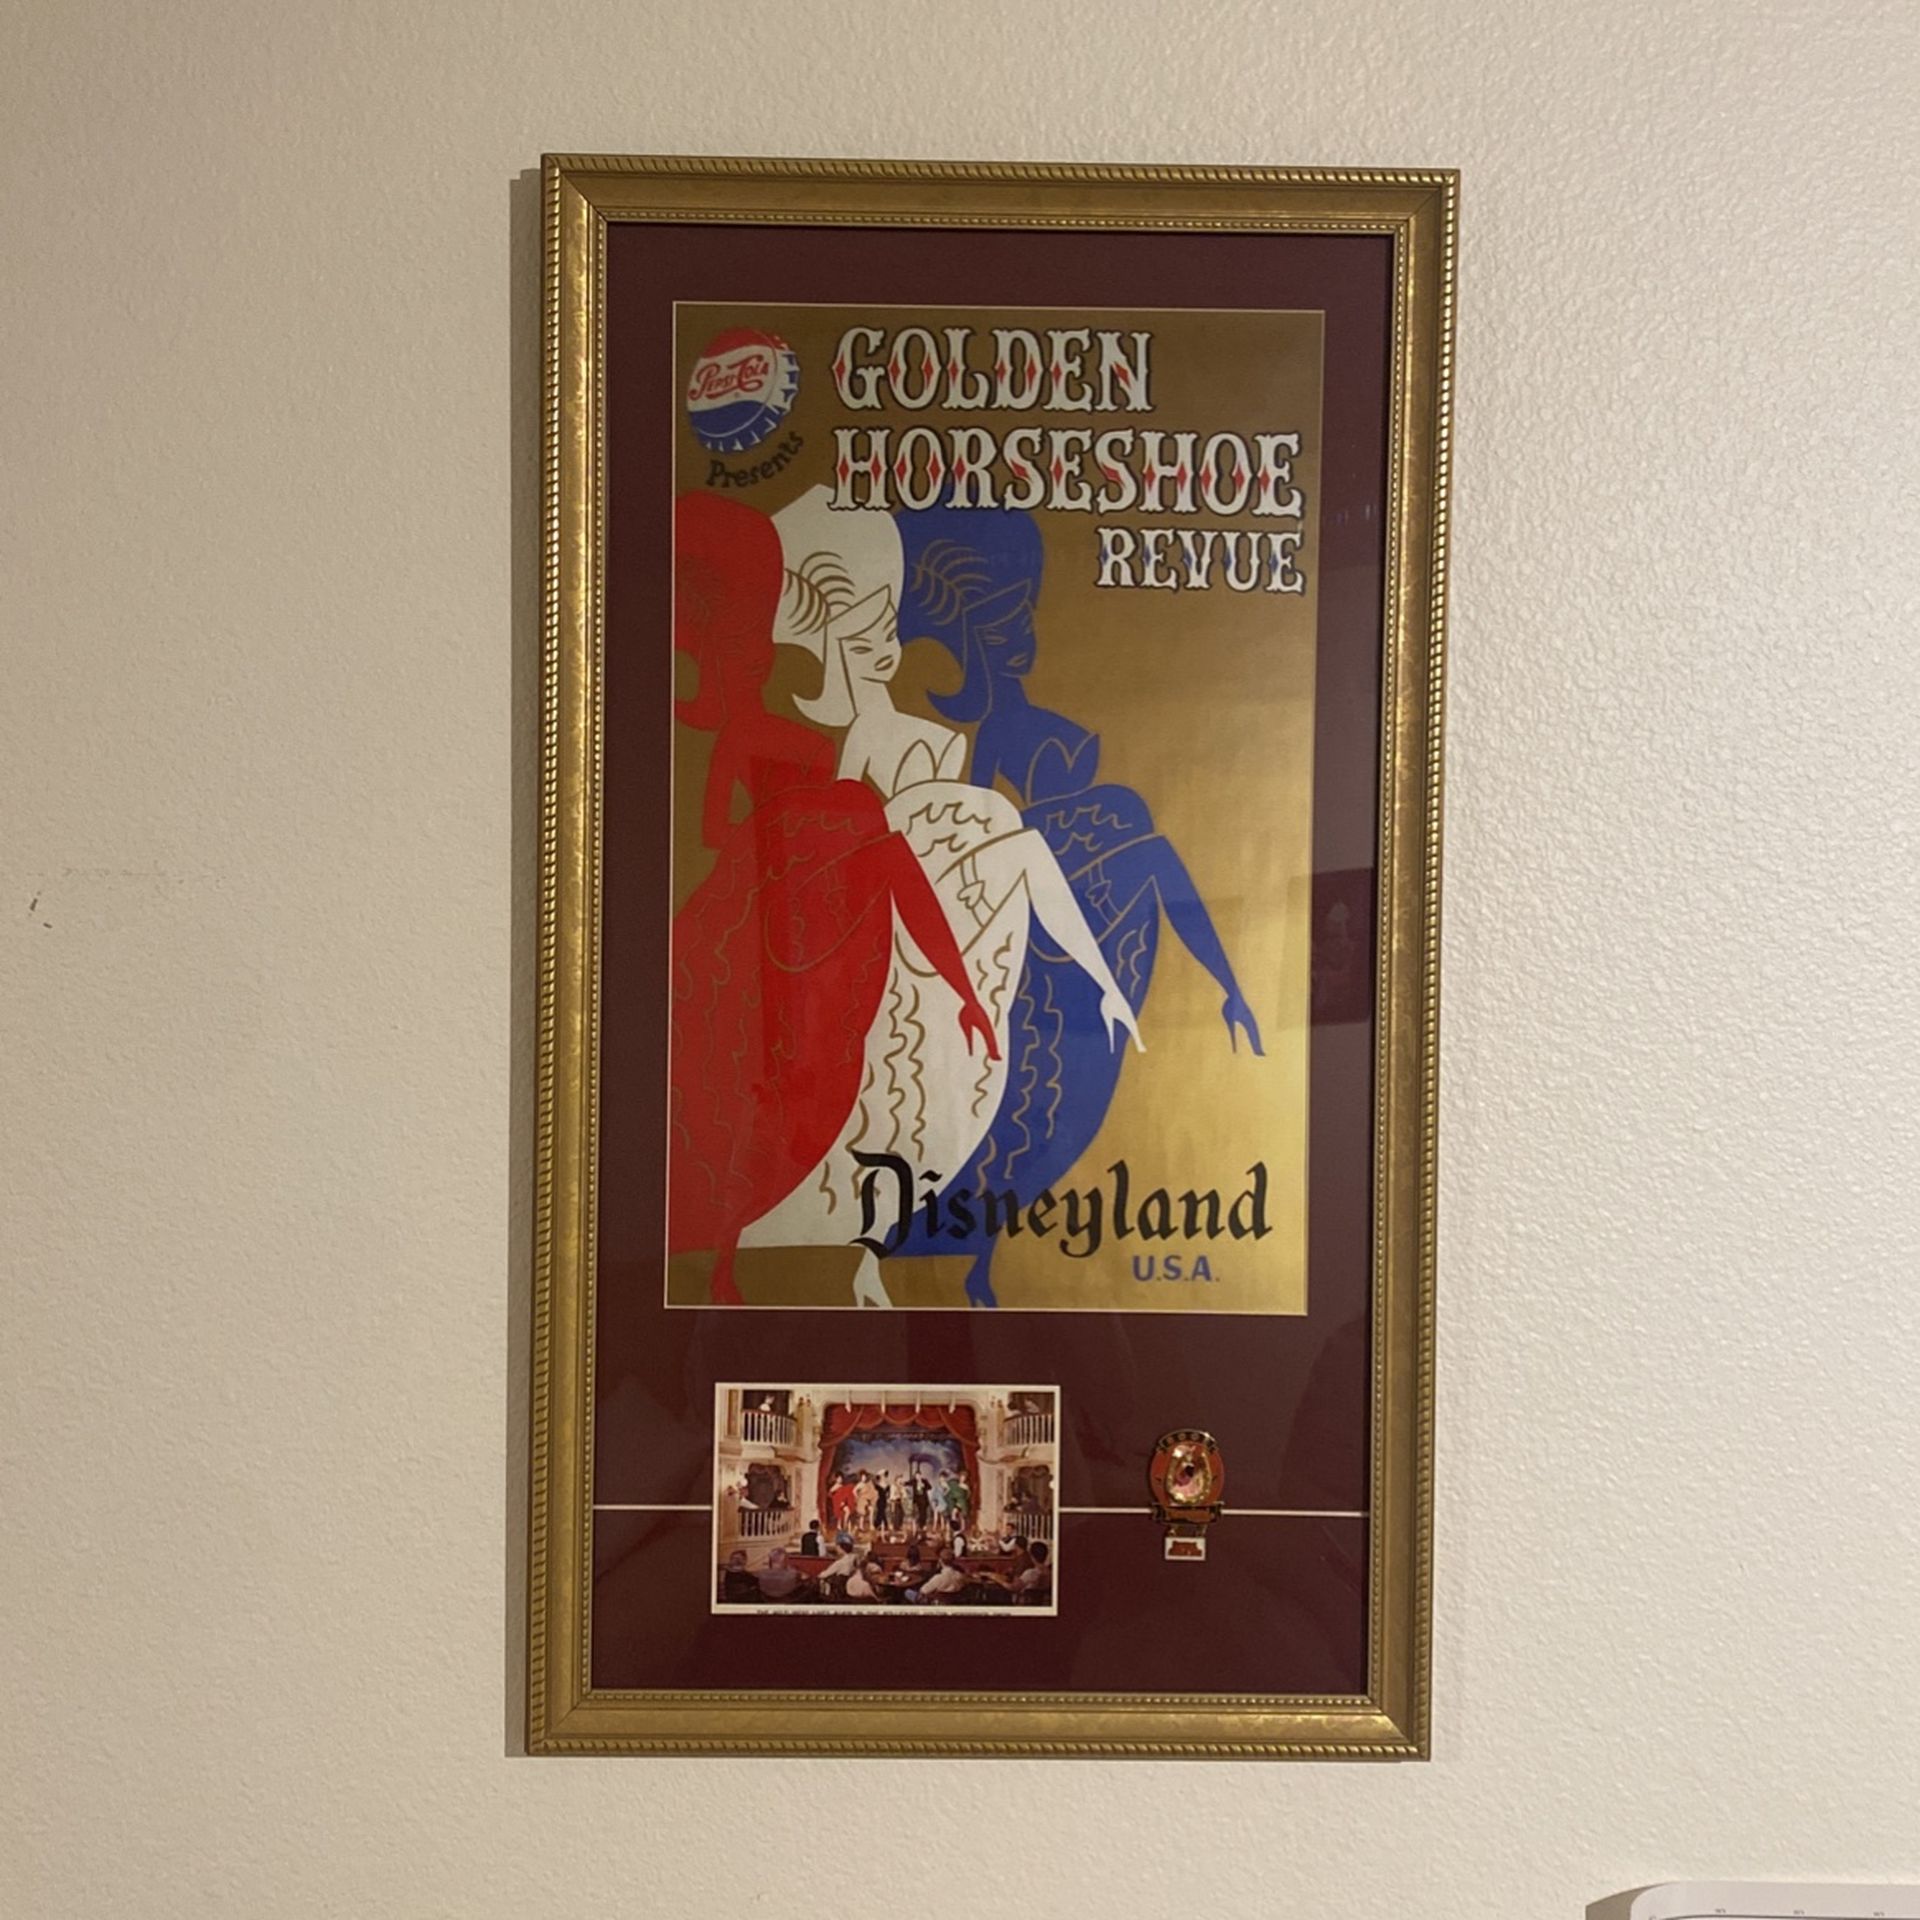 PEPSI-COLA
Presents
GOLDEN
HORSESHOE
REVUE
Disneyland
U.S.A.